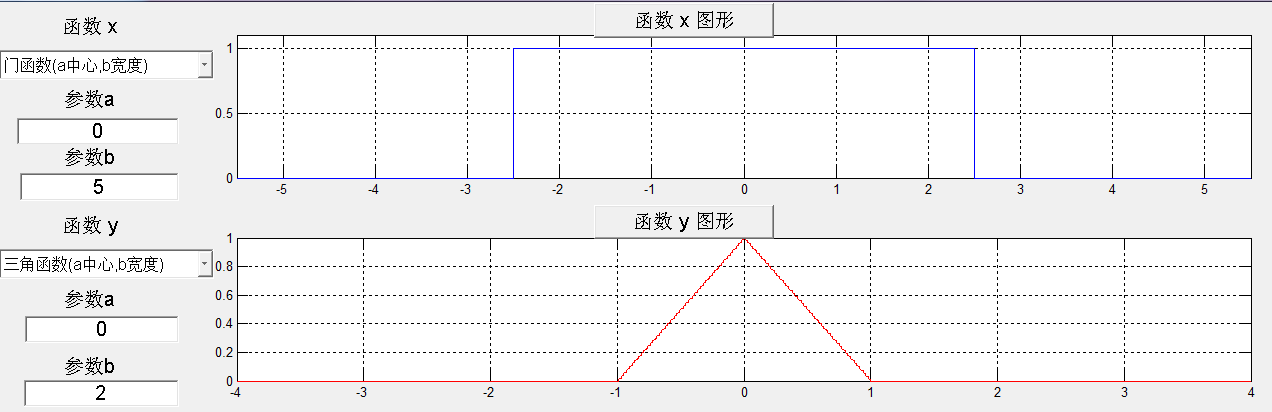 函数 x
门函数(a中心,b宽度)
参数a
0
参数b
5
函数 x 图形
1
0.5
0
-5 -4 -3 -2 -1 0 1 2 3 4 5
函数 y
三角函数(a中心,b宽度)
参数a
0
参数b
2
函数 y 图形
1
0.8
0.6
0.4
0.2
0
-4 -3 -2 -1 0 1 2 3 4